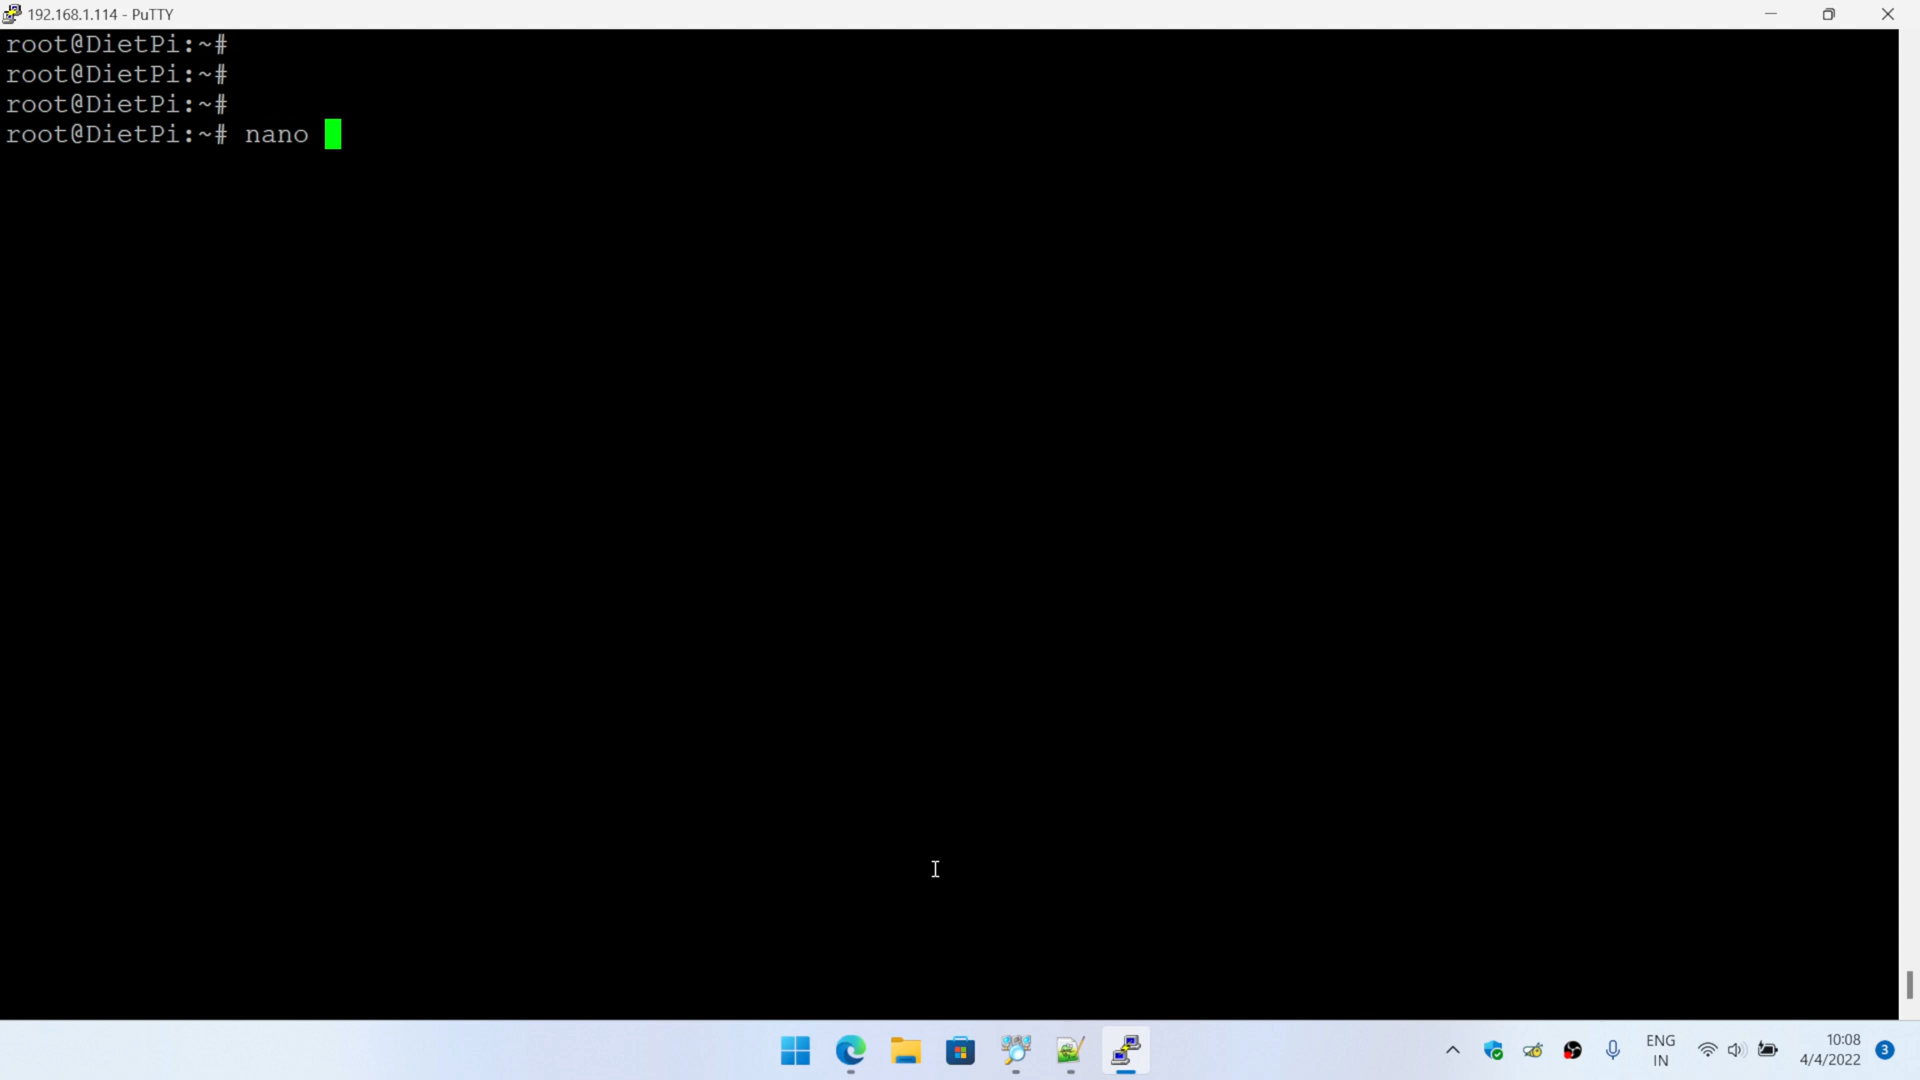 192.168.1.114 - PuTTY
root@DietPi:~#
root@DietPi:~#
root@DietPi:~#
root@DietPi:~# nano
ENG
IN
10:08
4/4/2022
3